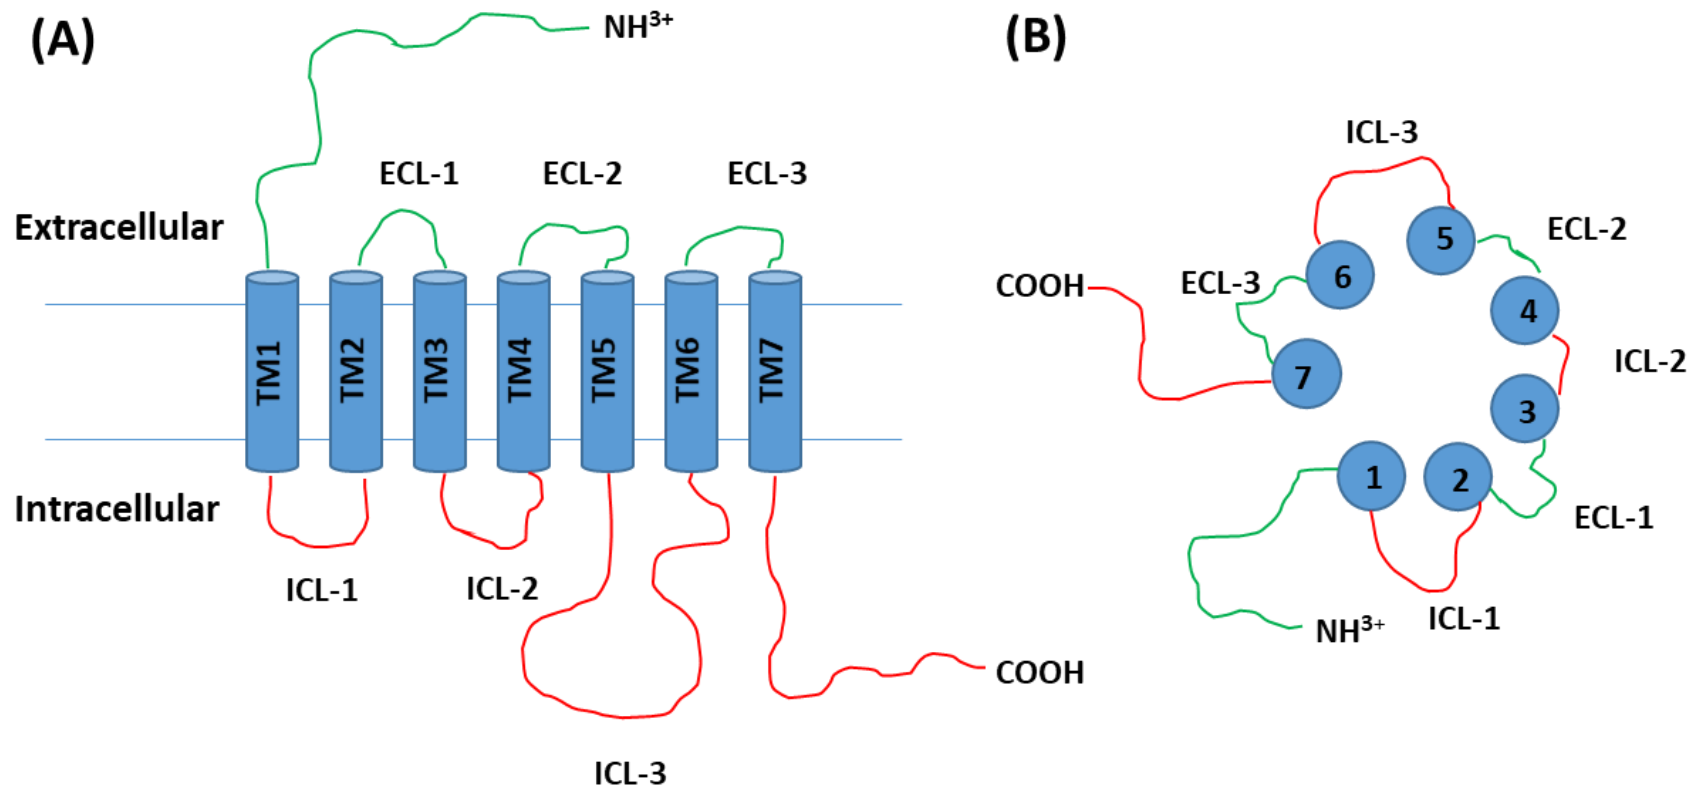 (A)
NH3+
ECL-1
ECL-2
ECL-3
Extracellular
TM1
TM2
TM3
TM4
TM5
TM6
TM7
Intracellular
ICL-1
ICL-2
COOH
ICL-3
(B)
ICL-3
5
ECL-2
6
ECL-3
COOH
4
ICL-2
7
3
1
2
ECL-1
ICL-1
NH3+